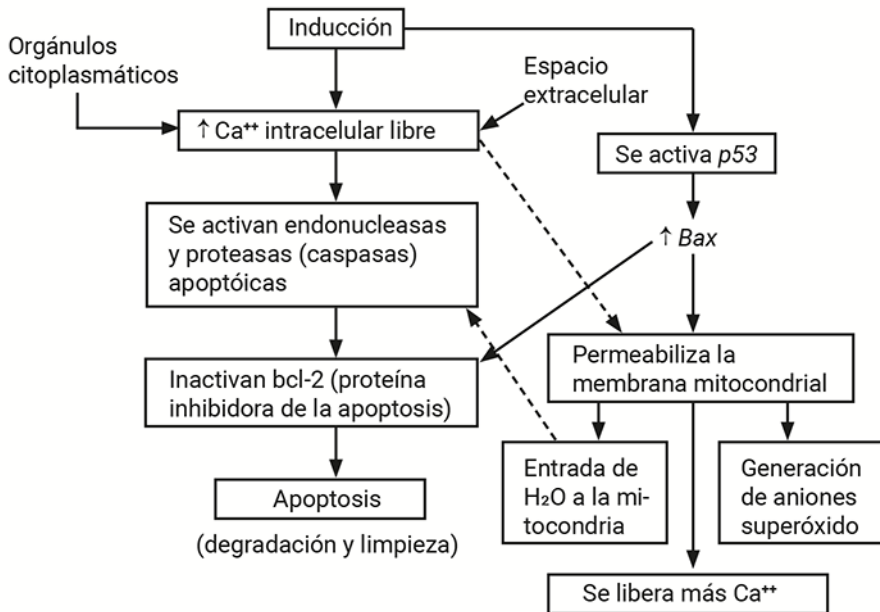 Inducción
Orgánulos
citoplasmáticos
Espacio
extracelular
↑ Ca⁺⁺ intracelular libre
Se activa p53
Se activan endonucleasas
y proteasas (caspasas)
apoptóicas
↑ Bax
Inactivan bcl-2 (proteína
inhibidora de la apoptosis)
Permeabiliza la
membrana mitocondrial
Apoptosis
(degradación y limpieza)
Entrada de
H₂O a la mi-
tocondria
Generación
de aniones
superóxido
Se libera más Ca⁺⁺